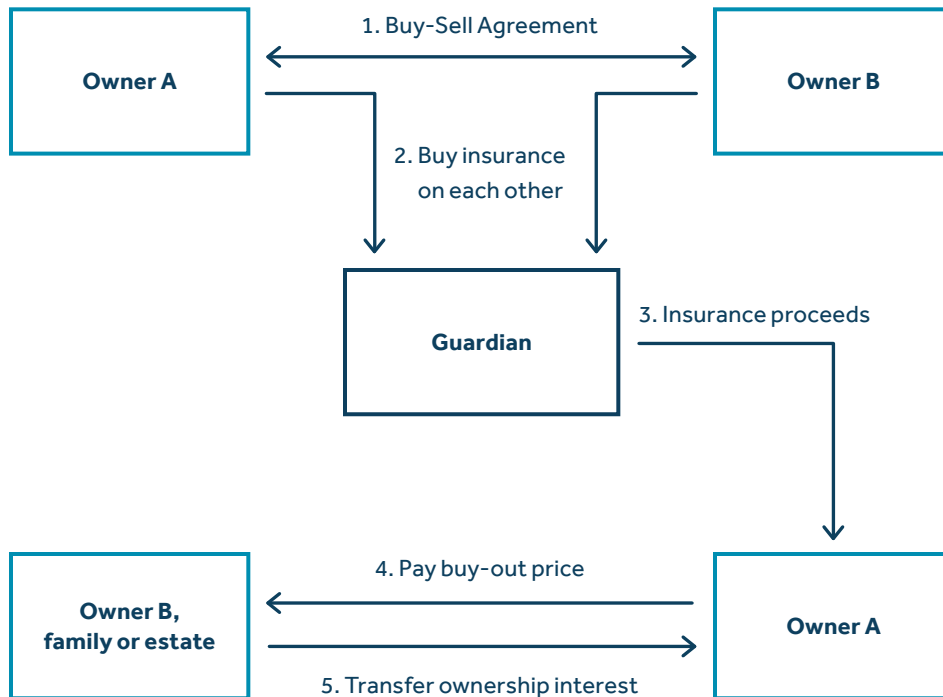 1. Buy-Sell Agreement
Owner A
Owner B
2. Buy insurance
on each other
Guardian
3. Insurance proceeds
4. Pay buy-out price
Owner B,
family or estate
Owner A
5. Transfer ownership interest